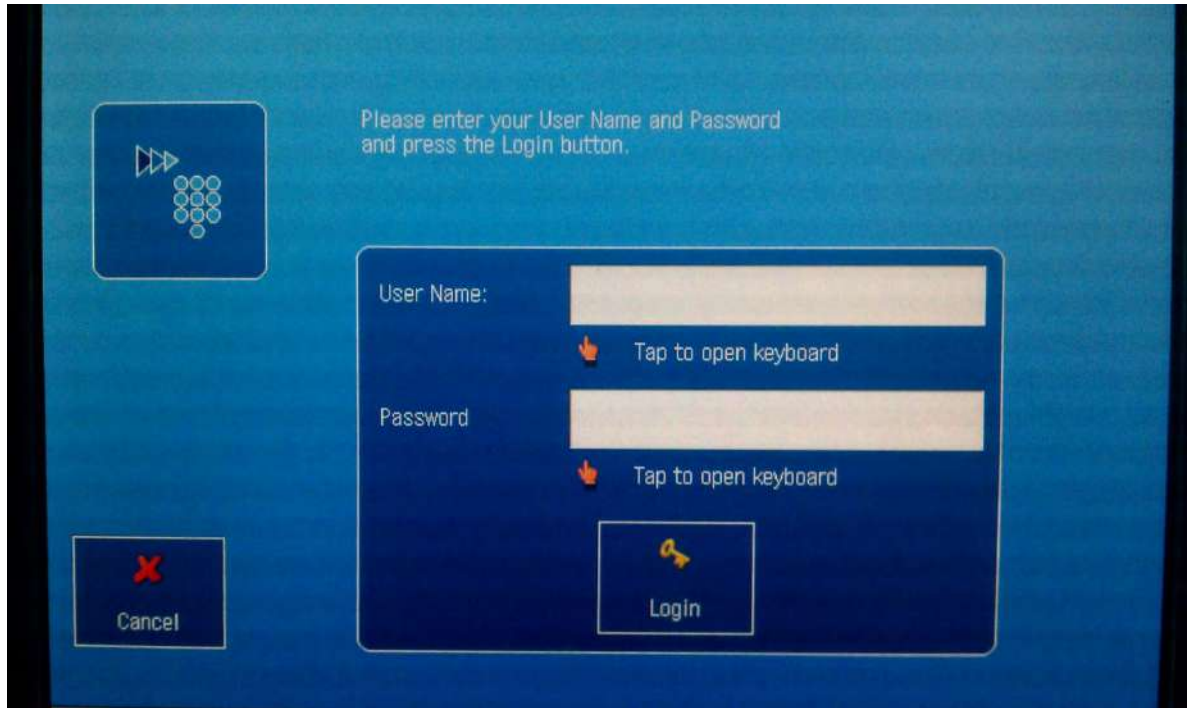 Please enter your User Name and Password
and press the Login button.
User Name:
Tap to open keyboard
Password
Tap to open keyboard
Cancel
Login